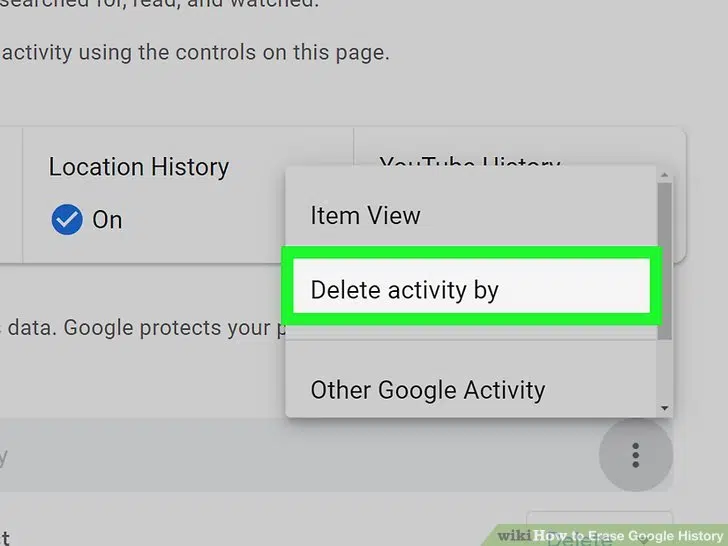 searched for, read, and watched.
activity using the controls on this page.
Location History
YouTube History
On
Item View
Delete activity by
data. Google protects your
Other Google Activity
Delete
wikiHow to Erase Google History